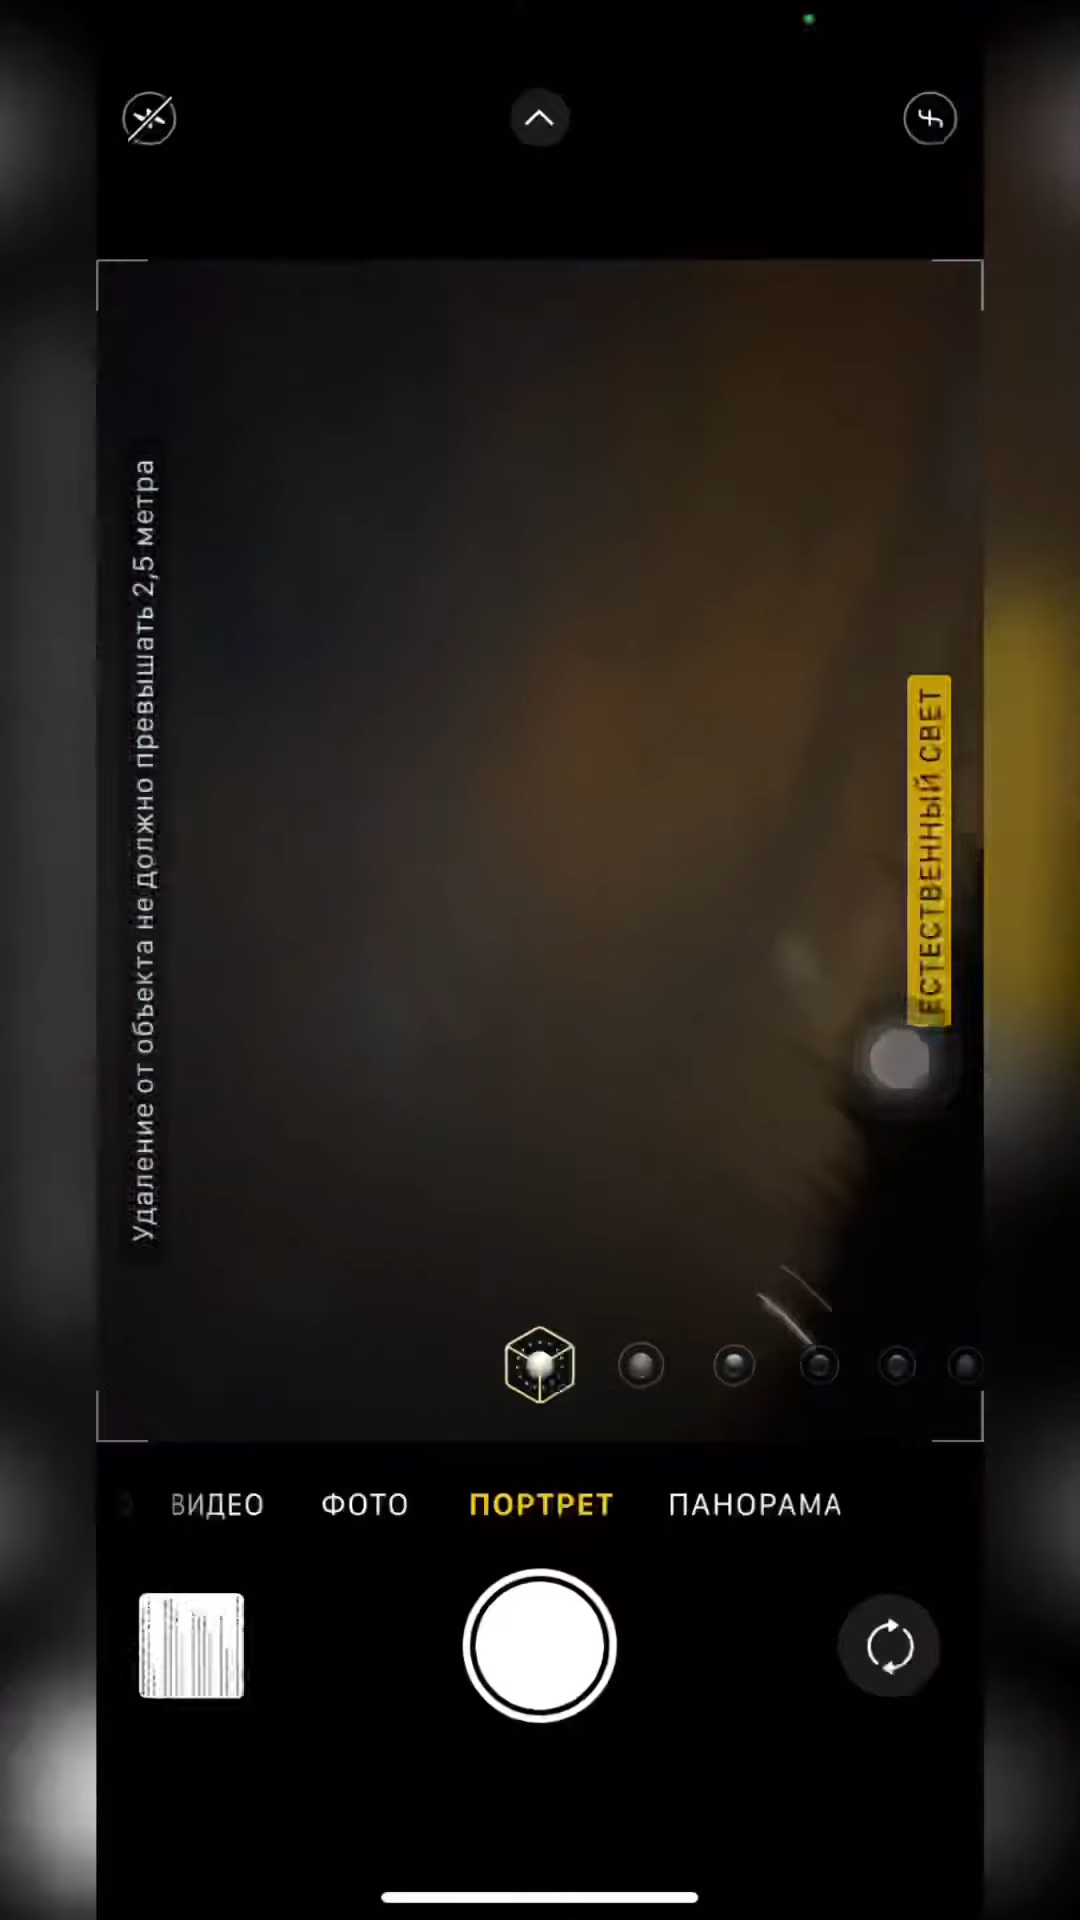 Удаление от объекта не должно превышать 2,5 метра
ЕСТЕСТВЕННЫЙ СВЕТ
ВИДЕО
ФОТО
ПОРТРЕТ
ПАНОРАМА